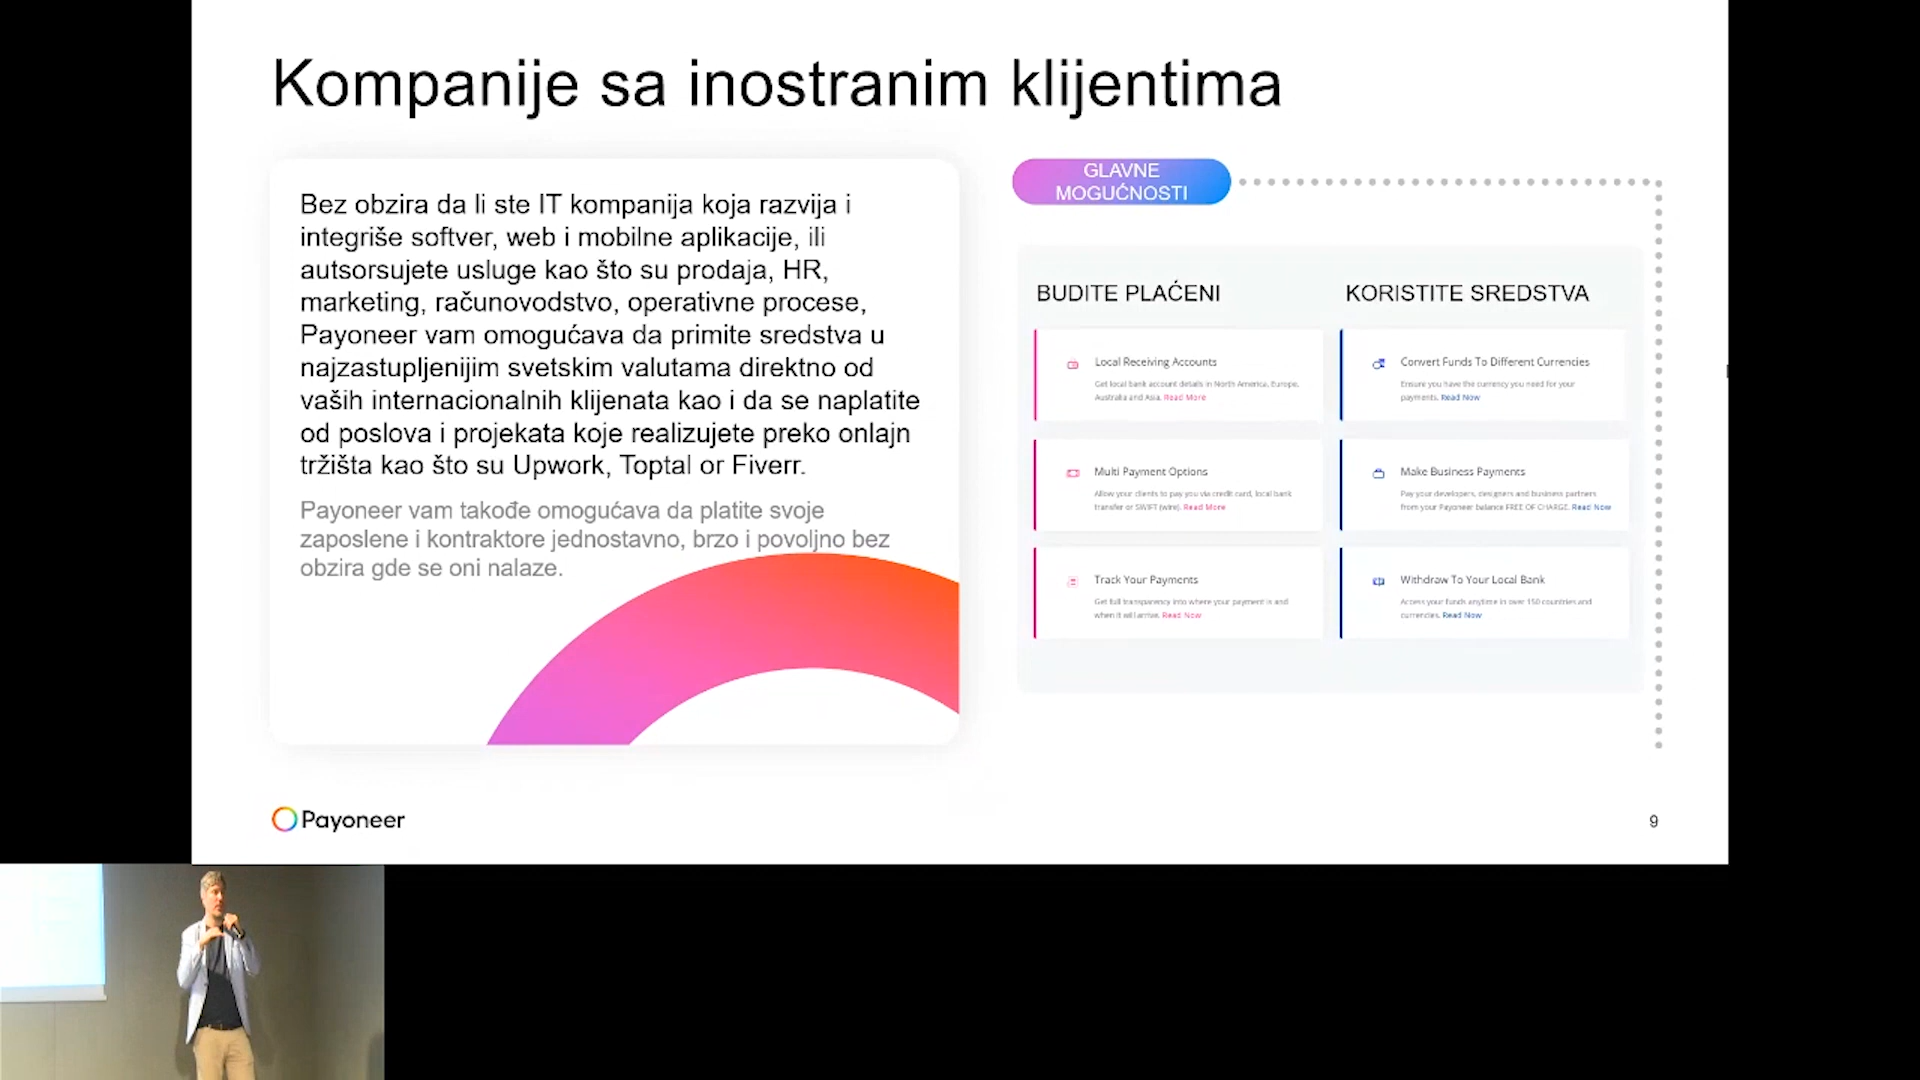 Kompanije sa inostranim klijentima
Bez obzira da li ste IT kompanija koja razvija i
integriše softver, web i mobilne aplikacije, ili
autsorsujete usluge kao što su prodaja, HR,
marketing, računovodstvo, operativne procese,
Payoneer vam omogućava da primite sredstva u
najzastupljenijim svetskim valutama direktno od
vaših internacionalnih klijenata kao i da se naplatite
od poslova i projekata koje realizujete preko onlajn
tržišta kao što su Upwork, Toptal or Fiverr.
Payoneer vam takođe omogućava da platite svoje
zaposlene i kontraktore jednostavno, brzo i povoljno bez
obzira gde se oni nalaze.
GLAVNE
MOGUĆNOSTI
BUDITE PLAĆENI
Local Receiving Accounts
Get local bank account details in North America, Europe,
Australia and Asia. Read More
Multi Payment Options
Allow your clients to pay you via credit card, local bank
transfer or SWIFT (wire). Read More
Track Your Payments
Get full transparency into where your payment is and
when it will arrive. Read Now
KORISTITE SREDSTVA
Convert Funds To Different Currencies
Ensure you have the currency you need for your
payments. Read Now
Make Business Payments
Pay your developers, designers and business partners
from your Payoneer balance FREE OF CHARGE. Read Now
Withdraw To Your Local Bank
Access your funds anytime in over 150 countries and
currencies. Read Now
Payoneer
9